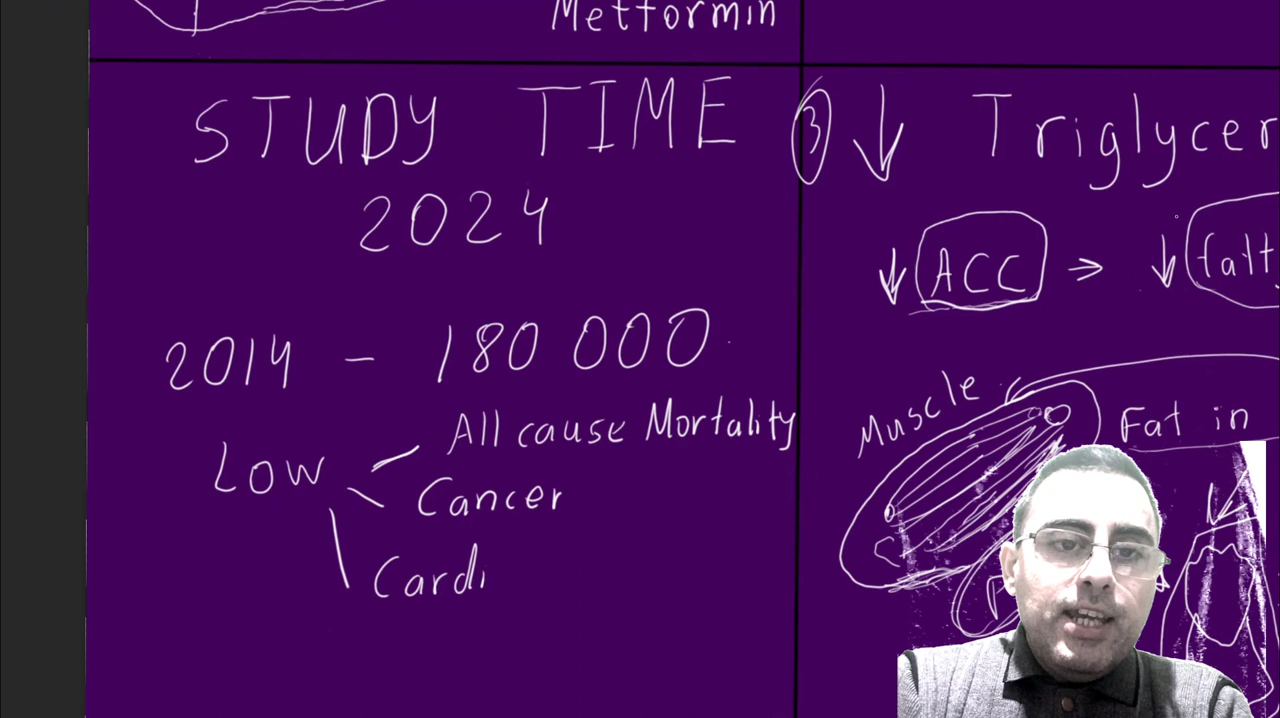 Metformin
STUDY TIME
2024
2014 - 180 000
Low
All cause Mortality
Cancer
Cardi
3 ↓ Triglycer
↓ ACC → ↓ fatt
Muscle
Fat in